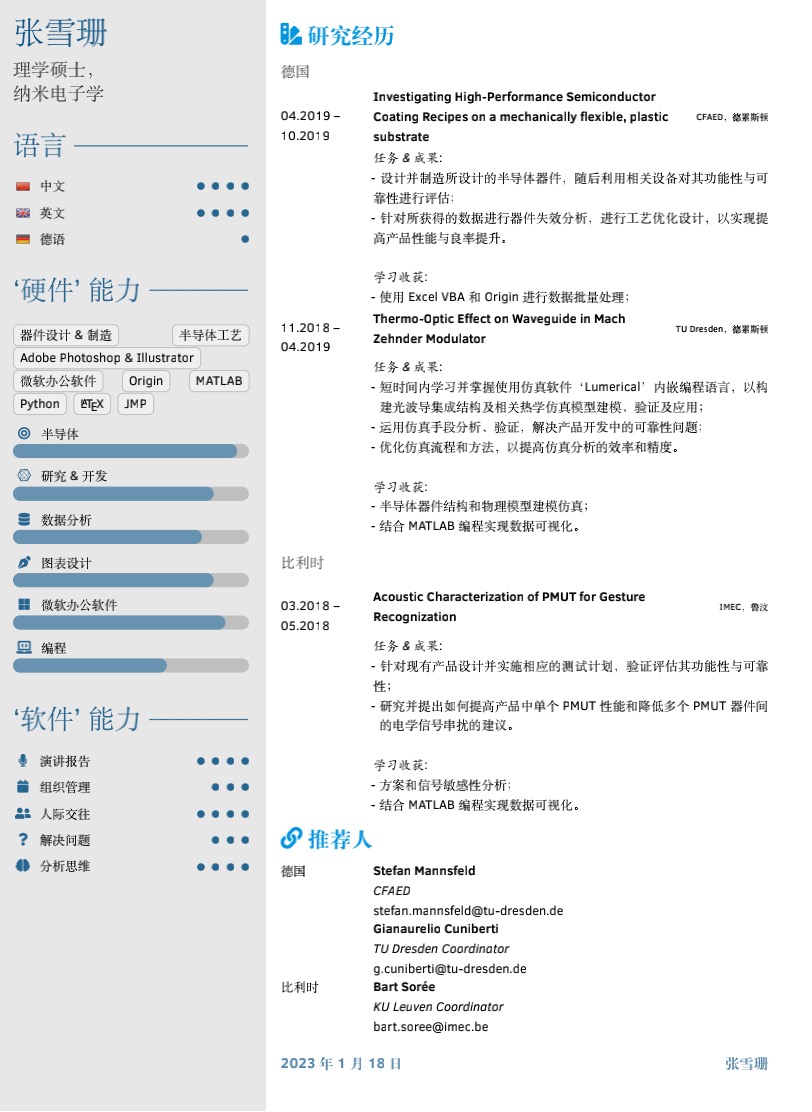 张雪珊
理学硕士，
纳米电子学
语言
中文
英文
德语
‘硬件’ 能力
器件设计 & 制造 半导体工艺
Adobe Photoshop & Illustrator
微软办公软件 Origin MATLAB
Python LATEX JMP
半导体
研究 & 开发
数据分析
图表设计
微软办公软件
编程
‘软件’ 能力
演讲报告
组织管理
人际交往
解决问题
分析思维
研究经历
德国
04.2019 –
10.2019
Investigating High-Performance Semiconductor
Coating Recipes on a mechanically flexible, plastic
substrate
CFAED，德累斯顿
任务 & 成果:
- 设计并制造所设计的半导体器件，随后利用相关设备对其功能性与可
靠性进行评估;
- 针对所获得的数据进行器件失效分析，进行工艺优化设计，以实现提
高产品性能与良率提升。
学习收获:
- 使用 Excel VBA 和 Origin 进行数据批量处理;
11.2018 –
04.2019
Thermo-Optic Effect on Waveguide in Mach
Zehnder Modulator
TU Dresden，德累斯顿
任务 & 成果:
- 短时间内学习并掌握使用仿真软件‘Lumerical’内嵌编程语言，以构
建光波导集成结构及相关热学仿真模型建模、验证及应用;
- 运用仿真手段分析、验证，解决产品开发中的可靠性问题;
- 优化仿真流程和方法，以提高仿真分析的效率和精度。
学习收获:
- 半导体器件结构和物理模型建模仿真;
- 结合 MATLAB 编程实现数据可视化。
比利时
03.2018 –
05.2018
Acoustic Characterization of PMUT for Gesture
Recognization
IMEC，鲁汶
任务 & 成果:
- 针对现有产品设计并实施相应的测试计划，验证评估其功能性与可靠
性;
- 研究并提出如何提高产品中单个 PMUT 性能和降低多个 PMUT 器件间
的电学信号串扰的建议。
学习收获:
- 方案和信号敏感性分析;
- 结合 MATLAB 编程实现数据可视化。
推荐人
德国
Stefan Mannsfeld
CFAED
stefan.mannsfeld@tu-dresden.de
Gianaurelio Cuniberti
TU Dresden Coordinator
g.cuniberti@tu-dresden.de
比利时
Bart Sorée
KU Leuven Coordinator
bart.soree@imec.be
2023 年 1 月 18 日
张雪珊